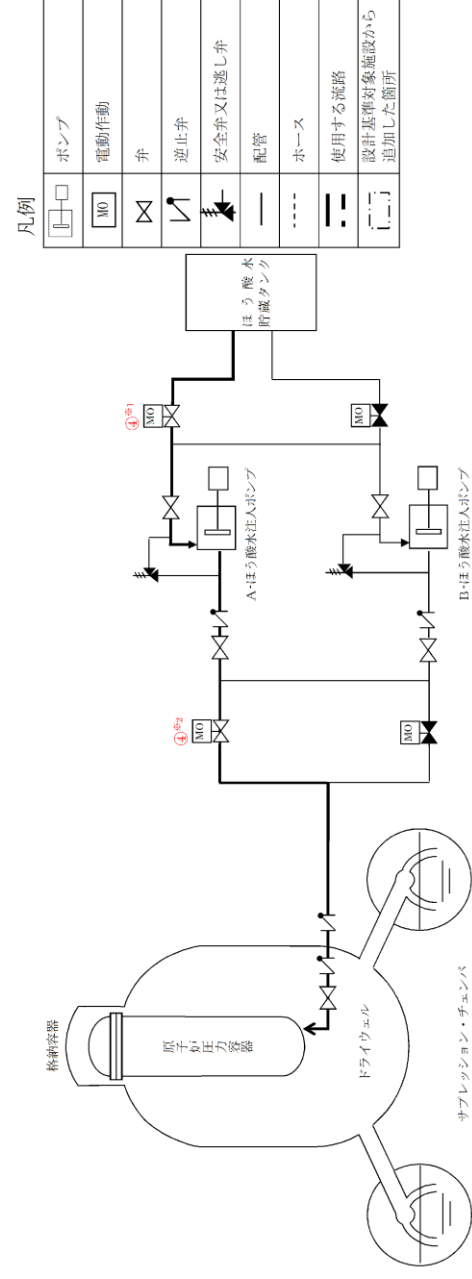 凡例
ポンプ
MO
電動作動
弁
逆止弁
安全弁又は逃し弁
配管
ホース
使用する流路
設計基準対象施設から
追加した箇所
格納容器
原子炉圧力容器
ドライウェル
サプレッション・チェンバ
④※2
MO
MO
A-ほう酸水注入ポンプ
B-ほう酸水注入ポンプ
④※1
MO
MO
ほう酸水
貯蔵タンク